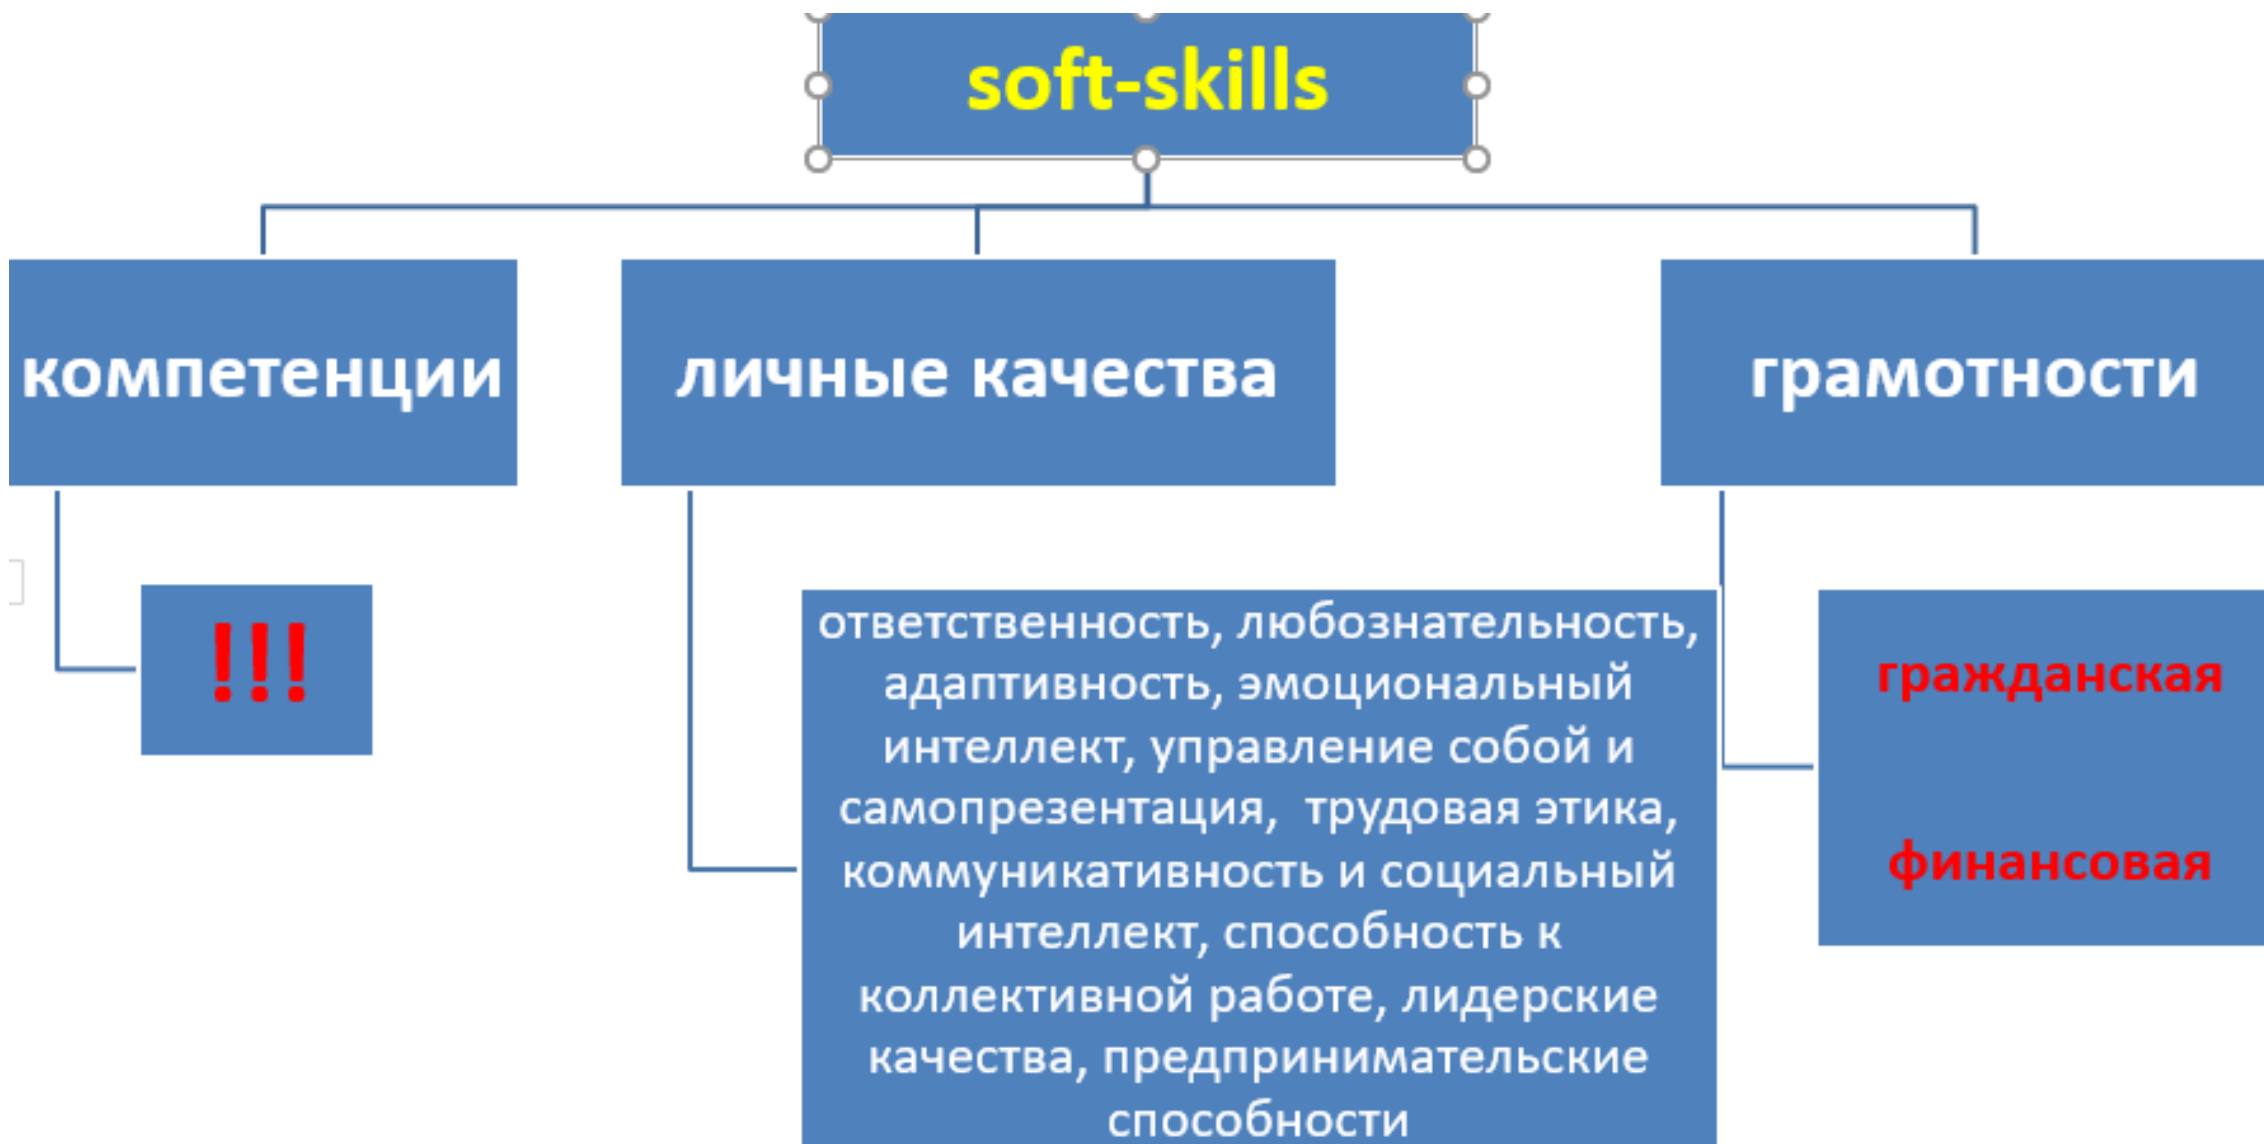 soft-skills
компетенции
личные качества
грамотности
!!!
ответственность, любознательность,
адаптивность, эмоциональный
интеллект, управление собой и
самопрезентация, трудовая этика,
коммуникативность и социальный
интеллект, способность к
коллективной работе, лидерские
качества, предпринимательские
способности
гражданская
финансовая